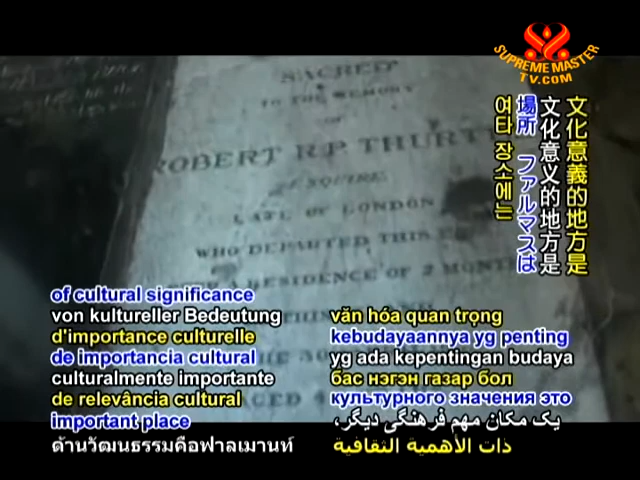 SUPREME MASTER
TV.COM
SACRED
TO THE MEMORY
OF
ROBERT R.P. THURT
ESQUIRE
LATE OF LONDON
WHO DEPARTED THIS
RESIDENCE OF 2 MONT
文化意義的地方是
文化意义的地方是
場所 ファルマスは
여타 장소에는
of cultural significance
von kultureller Bedeutung
d'importance culturelle
de importancia cultural
culturalmente importante
de relevância cultural
important place
ด้านวัฒนธรรมคือฟาลเมาท์
văn hóa quan trọng
kebudayaannya yg penting
yg ada kepentingan budaya
бас нэгэн газар бол
культурного значения это
یک مکان مهم فرهنگی دیگر،
ذات الأهمية الثقافية